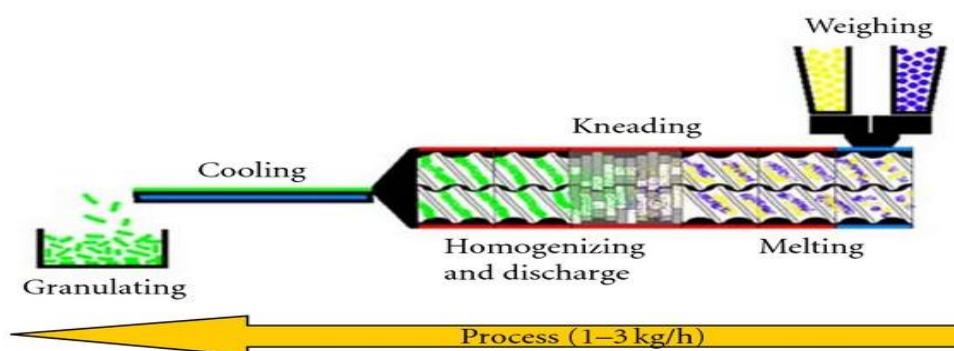 Weighing
Kneading
Cooling
Homogenizing
and discharge
Melting
Granulating
Process (1–3 kg/h)